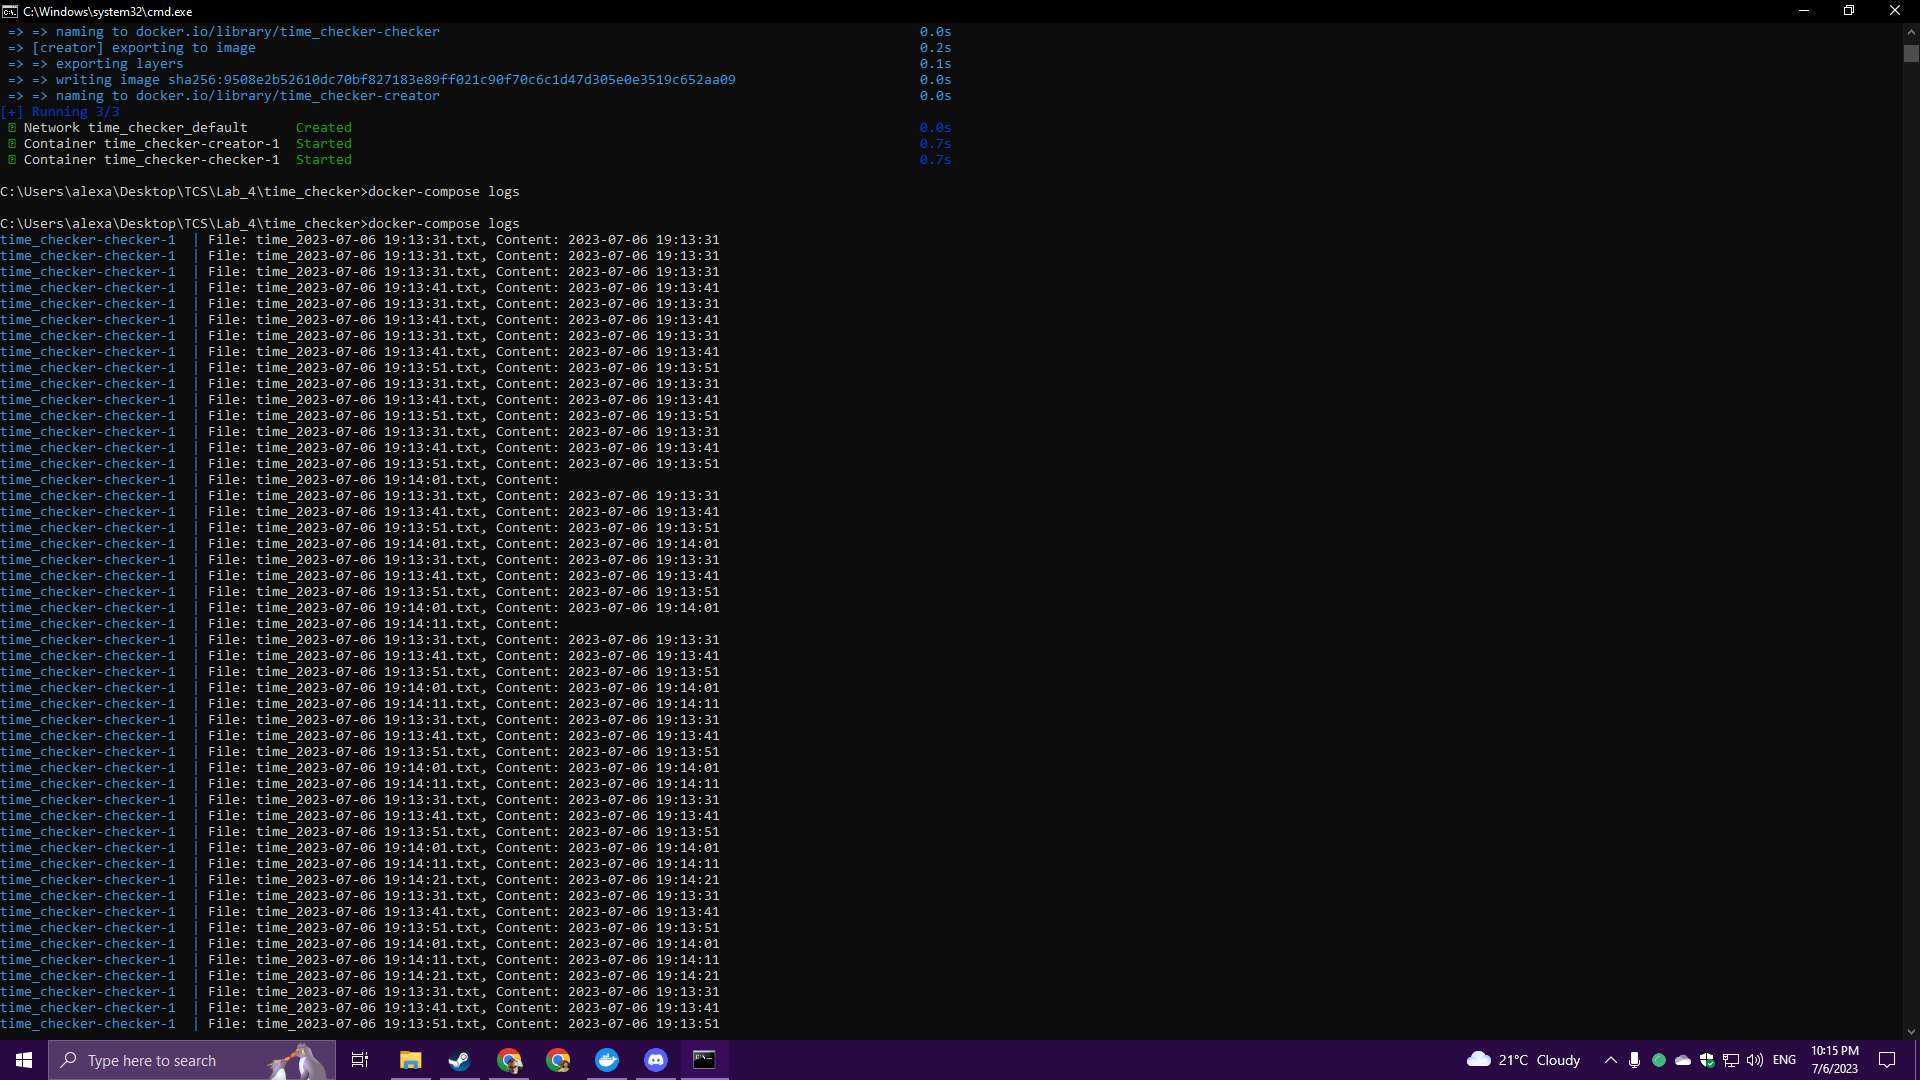 C:\Windows\system32\cmd.exe
=> => naming to docker.io/library/time_checker-checker 0.0s
=> [creator] exporting to image 0.2s
=> => exporting layers 0.1s
=> => writing image sha256:9508e2b52610dc70bf827183e89ff021c90f70c6c1d47d305e0e3519c652aa09 0.0s
=> => naming to docker.io/library/time_checker-creator 0.0s
[+] Running 3/3
Network time_checker_default Created 0.0s
Container time_checker-creator-1 Started 0.7s
Container time_checker-checker-1 Started 0.7s
C:\Users\alexa\Desktop\TCS\Lab_4\time_checker>docker-compose logs
C:\Users\alexa\Desktop\TCS\Lab_4\time_checker>docker-compose logs
time_checker-checker-1 | File: time_2023-07-06 19:13:31.txt, Content: 2023-07-06 19:13:31
time_checker-checker-1 | File: time_2023-07-06 19:13:31.txt, Content: 2023-07-06 19:13:31
time_checker-checker-1 | File: time_2023-07-06 19:13:31.txt, Content: 2023-07-06 19:13:31
time_checker-checker-1 | File: time_2023-07-06 19:13:41.txt, Content: 2023-07-06 19:13:41
time_checker-checker-1 | File: time_2023-07-06 19:13:31.txt, Content: 2023-07-06 19:13:31
time_checker-checker-1 | File: time_2023-07-06 19:13:41.txt, Content: 2023-07-06 19:13:41
time_checker-checker-1 | File: time_2023-07-06 19:13:31.txt, Content: 2023-07-06 19:13:31
time_checker-checker-1 | File: time_2023-07-06 19:13:41.txt, Content: 2023-07-06 19:13:41
time_checker-checker-1 | File: time_2023-07-06 19:13:51.txt, Content: 2023-07-06 19:13:51
time_checker-checker-1 | File: time_2023-07-06 19:13:31.txt, Content: 2023-07-06 19:13:31
time_checker-checker-1 | File: time_2023-07-06 19:13:41.txt, Content: 2023-07-06 19:13:41
time_checker-checker-1 | File: time_2023-07-06 19:13:51.txt, Content: 2023-07-06 19:13:51
time_checker-checker-1 | File: time_2023-07-06 19:13:31.txt, Content: 2023-07-06 19:13:31
time_checker-checker-1 | File: time_2023-07-06 19:13:41.txt, Content: 2023-07-06 19:13:41
time_checker-checker-1 | File: time_2023-07-06 19:13:51.txt, Content: 2023-07-06 19:13:51
time_checker-checker-1 | File: time_2023-07-06 19:14:01.txt, Content:
time_checker-checker-1 | File: time_2023-07-06 19:13:31.txt, Content: 2023-07-06 19:13:31
time_checker-checker-1 | File: time_2023-07-06 19:13:41.txt, Content: 2023-07-06 19:13:41
time_checker-checker-1 | File: time_2023-07-06 19:13:51.txt, Content: 2023-07-06 19:13:51
time_checker-checker-1 | File: time_2023-07-06 19:14:01.txt, Content: 2023-07-06 19:14:01
time_checker-checker-1 | File: time_2023-07-06 19:13:31.txt, Content: 2023-07-06 19:13:31
time_checker-checker-1 | File: time_2023-07-06 19:13:41.txt, Content: 2023-07-06 19:13:41
time_checker-checker-1 | File: time_2023-07-06 19:13:51.txt, Content: 2023-07-06 19:13:51
time_checker-checker-1 | File: time_2023-07-06 19:14:01.txt, Content: 2023-07-06 19:14:01
time_checker-checker-1 | File: time_2023-07-06 19:14:11.txt, Content:
time_checker-checker-1 | File: time_2023-07-06 19:13:31.txt, Content: 2023-07-06 19:13:31
time_checker-checker-1 | File: time_2023-07-06 19:13:41.txt, Content: 2023-07-06 19:13:41
time_checker-checker-1 | File: time_2023-07-06 19:13:51.txt, Content: 2023-07-06 19:13:51
time_checker-checker-1 | File: time_2023-07-06 19:14:01.txt, Content: 2023-07-06 19:14:01
time_checker-checker-1 | File: time_2023-07-06 19:14:11.txt, Content: 2023-07-06 19:14:11
time_checker-checker-1 | File: time_2023-07-06 19:13:31.txt, Content: 2023-07-06 19:13:31
time_checker-checker-1 | File: time_2023-07-06 19:13:41.txt, Content: 2023-07-06 19:13:41
time_checker-checker-1 | File: time_2023-07-06 19:13:51.txt, Content: 2023-07-06 19:13:51
time_checker-checker-1 | File: time_2023-07-06 19:14:01.txt, Content: 2023-07-06 19:14:01
time_checker-checker-1 | File: time_2023-07-06 19:14:11.txt, Content: 2023-07-06 19:14:11
time_checker-checker-1 | File: time_2023-07-06 19:13:31.txt, Content: 2023-07-06 19:13:31
time_checker-checker-1 | File: time_2023-07-06 19:13:41.txt, Content: 2023-07-06 19:13:41
time_checker-checker-1 | File: time_2023-07-06 19:13:51.txt, Content: 2023-07-06 19:13:51
time_checker-checker-1 | File: time_2023-07-06 19:14:01.txt, Content: 2023-07-06 19:14:01
time_checker-checker-1 | File: time_2023-07-06 19:14:11.txt, Content: 2023-07-06 19:14:11
time_checker-checker-1 | File: time_2023-07-06 19:14:21.txt, Content: 2023-07-06 19:14:21
time_checker-checker-1 | File: time_2023-07-06 19:13:31.txt, Content: 2023-07-06 19:13:31
time_checker-checker-1 | File: time_2023-07-06 19:13:41.txt, Content: 2023-07-06 19:13:41
time_checker-checker-1 | File: time_2023-07-06 19:13:51.txt, Content: 2023-07-06 19:13:51
time_checker-checker-1 | File: time_2023-07-06 19:14:01.txt, Content: 2023-07-06 19:14:01
time_checker-checker-1 | File: time_2023-07-06 19:14:11.txt, Content: 2023-07-06 19:14:11
time_checker-checker-1 | File: time_2023-07-06 19:14:21.txt, Content: 2023-07-06 19:14:21
time_checker-checker-1 | File: time_2023-07-06 19:13:31.txt, Content: 2023-07-06 19:13:31
time_checker-checker-1 | File: time_2023-07-06 19:13:41.txt, Content: 2023-07-06 19:13:41
time_checker-checker-1 | File: time_2023-07-06 19:13:51.txt, Content: 2023-07-06 19:13:51
Type here to search
21°C Cloudy
ENG
10:15 PM
7/6/2023